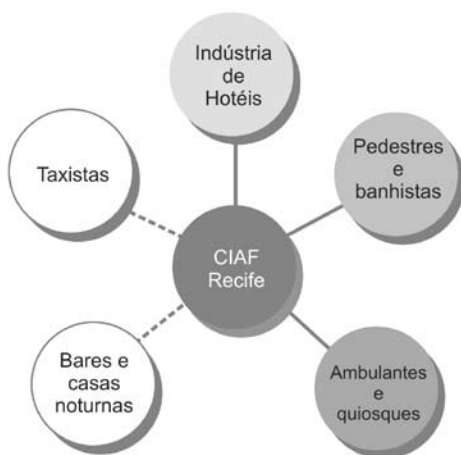 Indústria
de
Hotéis
Pedestres
e
banhistas
Taxistas
CIAF
Recife
Bares e
casas
noturnas
Ambulantes
e
quiosques